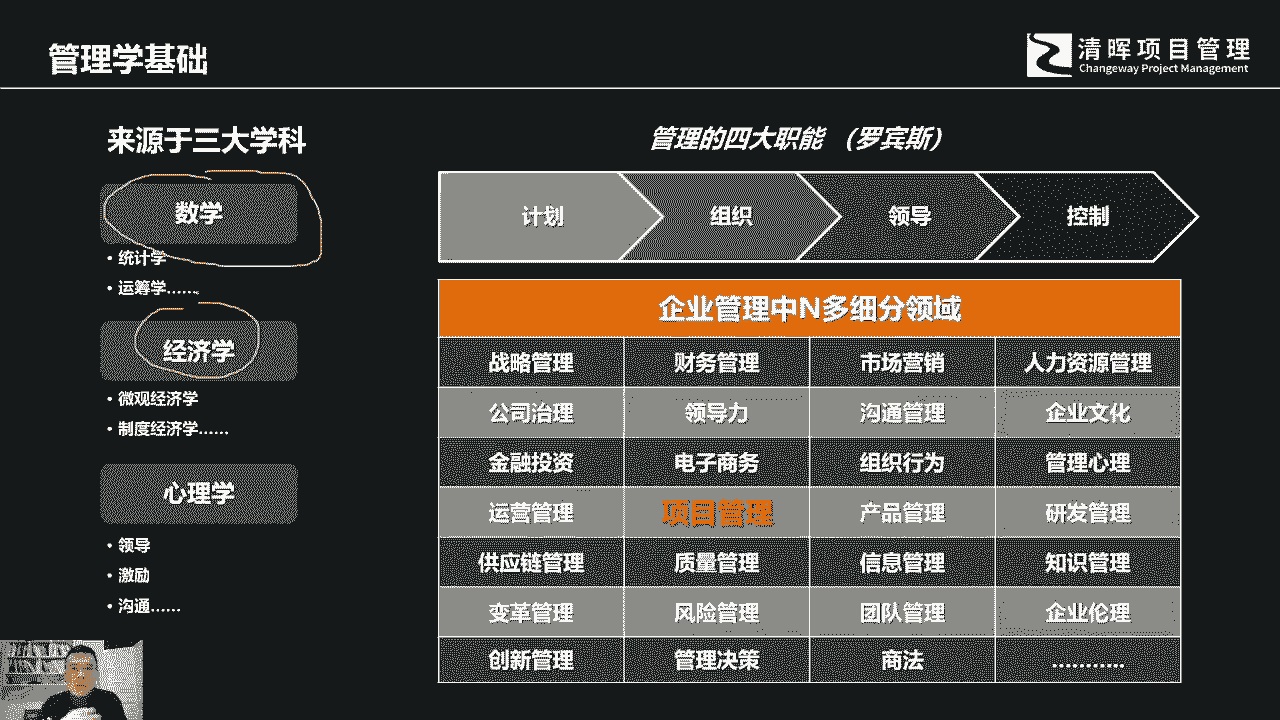 管理学基础
清晖项目管理
Changeway Project Management
来源于三大学科
数学
• 统计学
• 运筹学……
经济学
• 微观经济学
• 制度经济学……
心理学
• 领导
• 激励
• 沟通……
管理的四大职能 （罗宾斯）
计划 组织 领导 控制
企业管理中N多细分领域
战略管理 财务管理 市场营销 人力资源管理
公司治理 领导力 沟通管理 企业文化
金融投资 电子商务 组织行为 管理心理
运营管理 项目管理 产品管理 研发管理
供应链管理 质量管理 信息管理 知识管理
变革管理 风险管理 团队管理 企业伦理
创新管理 管理决策 商法 …………